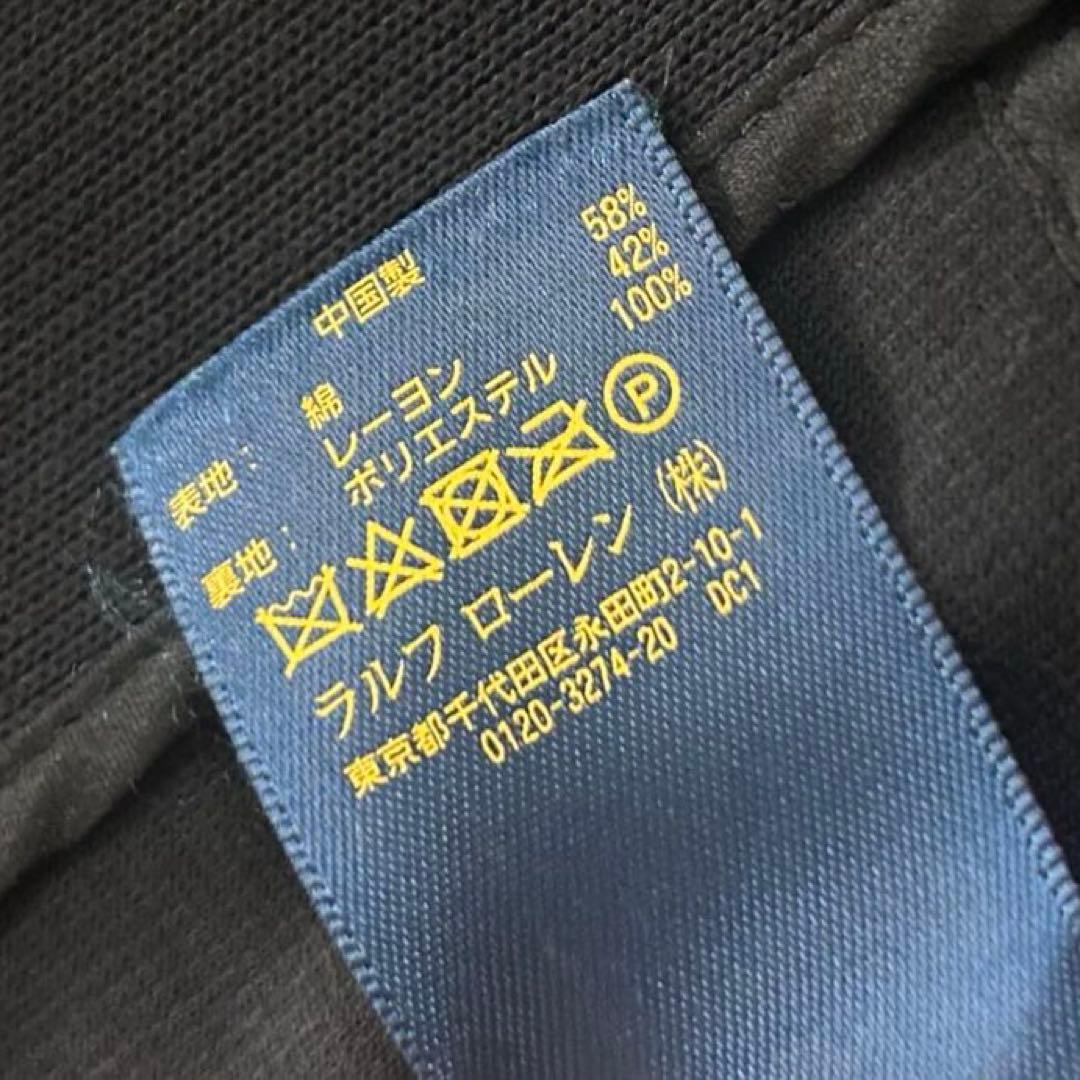 中国製
表地: 綿 58%
レーヨン 42%
裏地: ポリエステル 100%
P
ラルフ ローレン (株)
東京都千代田区永田町2-10-1
0120-3274-20 DC1